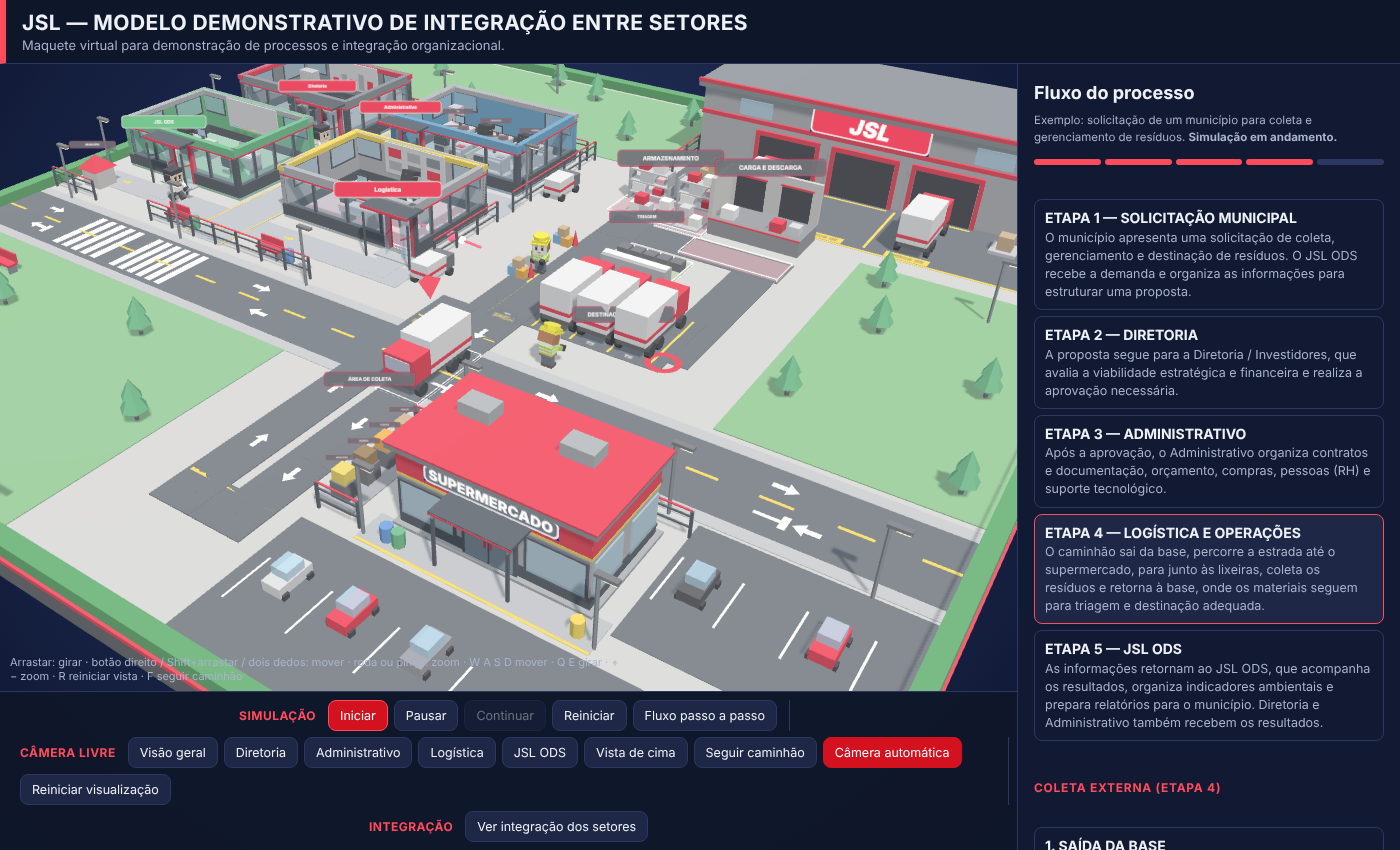 JSL — MODELO DEMONSTRATIVO DE INTEGRAÇÃO ENTRE SETORES
Maquete virtual para demonstração de processos e integração organizacional.
Diretoria
Administrativo
JSL ODS
Logística
ARMAZENAMENTO
CARGA E DESCARGA
TRIAGEM
JSL
DESTINAÇ
ÁREA DE COLETA
SUPERMERCADO
Arrastar: girar · botão direito / Shift+arrastar / dois dedos: mover · roda ou pinça: zoom · W A S D mover · Q E girar · +
− zoom · R reiniciar vista · F seguir caminhão
SIMULAÇÃO
Iniciar
Pausar
Continuar
Reiniciar
Fluxo passo a passo
CÂMERA LIVRE
Visão geral
Diretoria
Administrativo
Logística
JSL ODS
Vista de cima
Seguir caminhão
Câmera automática
Reiniciar visualização
INTEGRAÇÃO
Ver integração dos setores
Fluxo do processo
Exemplo: solicitação de um município para coleta e
gerenciamento de resíduos. Simulação em andamento.
ETAPA 1 — SOLICITAÇÃO MUNICIPAL
O município apresenta uma solicitação de coleta,
gerenciamento e destinação de resíduos. O JSL ODS
recebe a demanda e organiza as informações para
estruturar uma proposta.
ETAPA 2 — DIRETORIA
A proposta segue para a Diretoria / Investidores, que
avalia a viabilidade estratégica e financeira e realiza a
aprovação necessária.
ETAPA 3 — ADMINISTRATIVO
Após a aprovação, o Administrativo organiza contratos
e documentação, orçamento, compras, pessoas (RH) e
suporte tecnológico.
ETAPA 4 — LOGÍSTICA E OPERAÇÕES
O caminhão sai da base, percorre a estrada até o
supermercado, para junto às lixeiras, coleta os
resíduos e retorna à base, onde os materiais seguem
para triagem e destinação adequada.
ETAPA 5 — JSL ODS
As informações retornam ao JSL ODS, que acompanha
os resultados, organiza indicadores ambientais e
prepara relatórios para o município. Diretoria e
Administrativo também recebem os resultados.
COLETA EXTERNA (ETAPA 4)
1. SAÍDA DA BASE